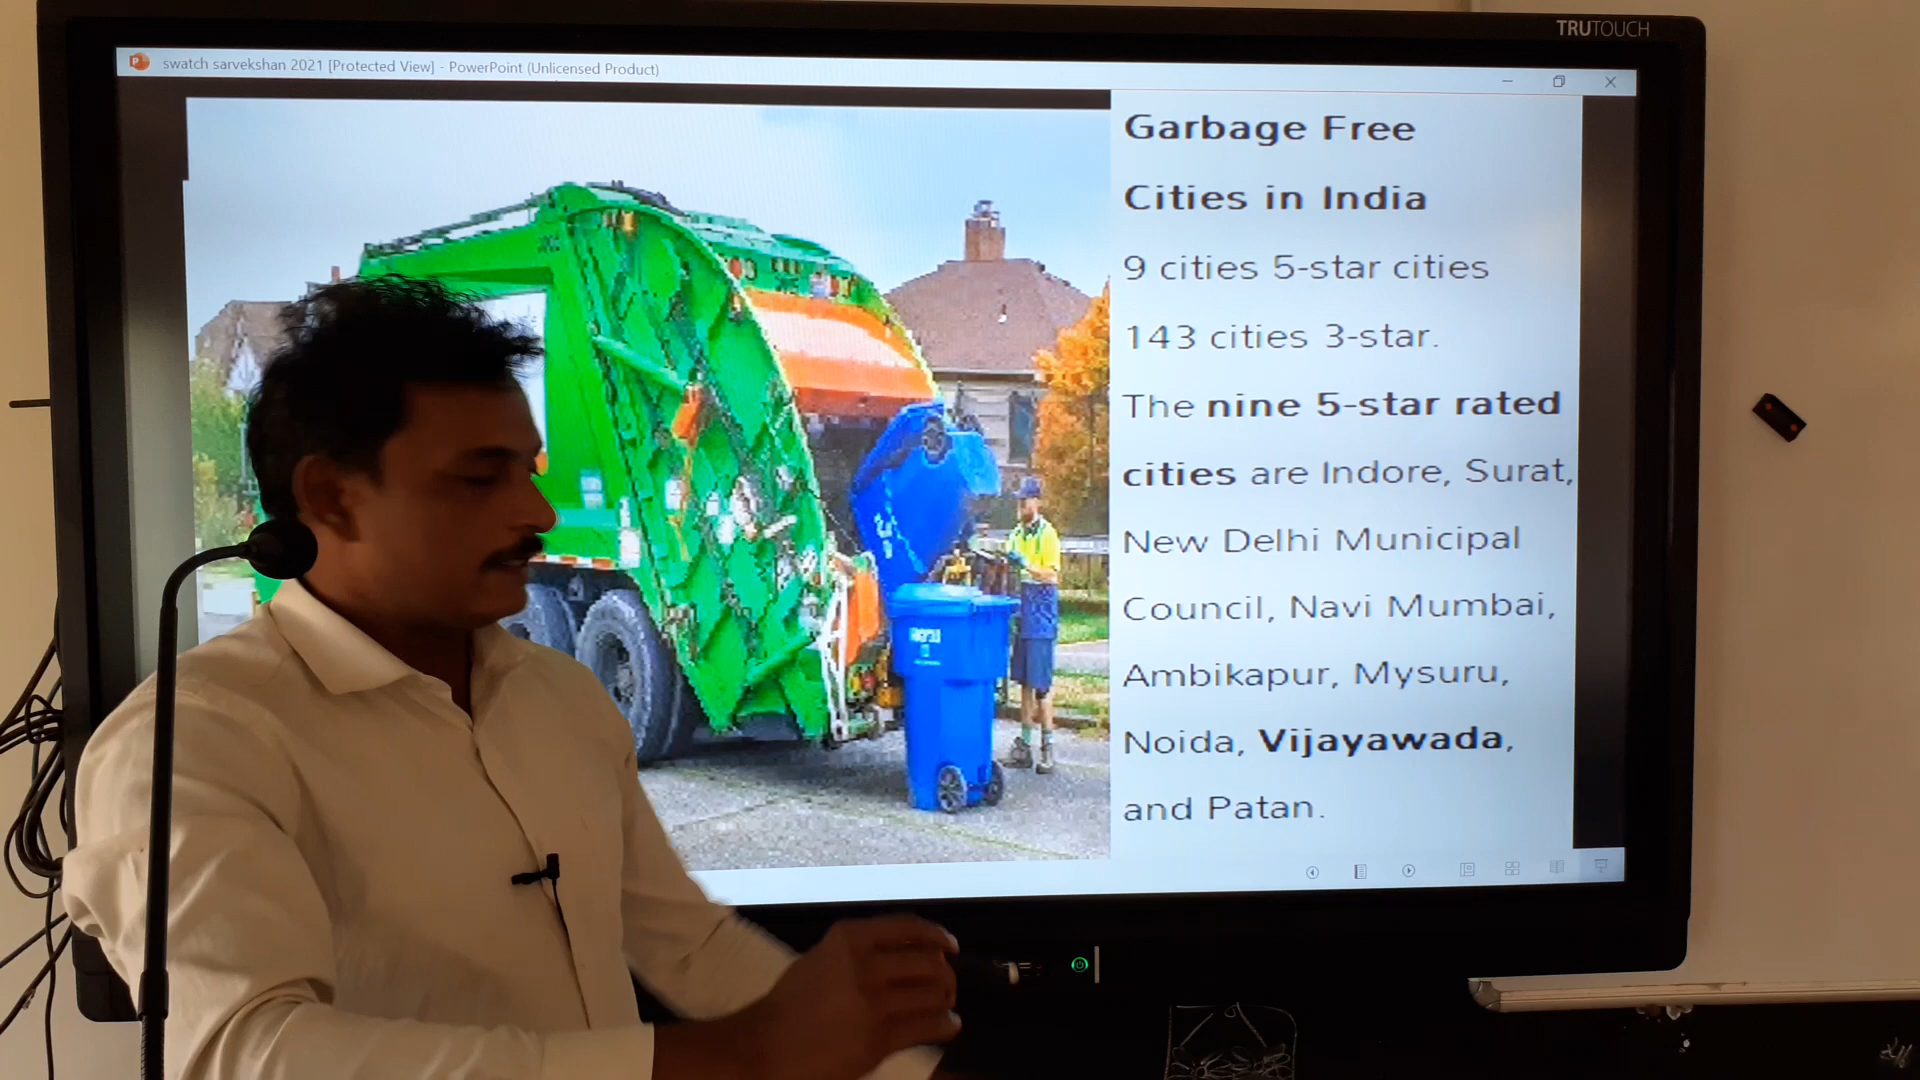 TRUTOUCH
swatch sarvekshan 2021 [Protected View] - PowerPoint (Unlicensed Product)
Garbage Free
Cities in India
9 cities 5-star cities
143 cities 3-star.
The nine 5-star rated
cities are Indore, Surat,
New Delhi Municipal
Council, Navi Mumbai,
Ambikapur, Mysuru,
Noida, Vijayawada,
and Patan.